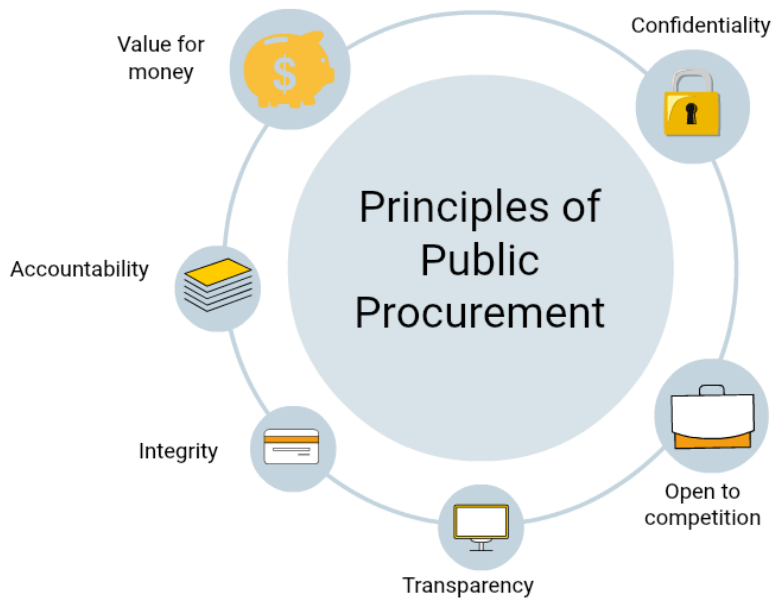 Principles of
Public
Procurement
Value for
money
Confidentiality
Accountability
Open to
competition
Integrity
Transparency
$